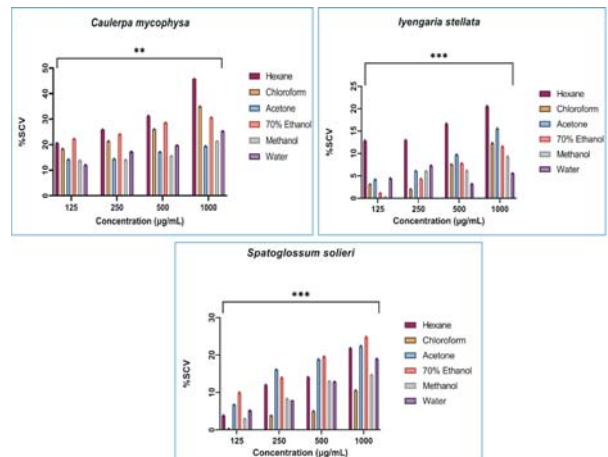 Caulerpa mycophysa
**
%SCV
50
40
30
20
10
0
125 250 500 1000
Concentration (µg/mL)
Hexane
Chloroform
Acetone
70% Ethanol
Methanol
Water
Iyengaria stellata
***
%SCV
25
20
15
10
5
0
125 250 500 1000
Concentration (µg/mL)
Hexane
Chloroform
Acetone
70% Ethanol
Methanol
Water
Spatoglossum solieri
***
%SCV
30
20
10
0
125 250 500 1000
Concentration (µg/mL)
Hexane
Chloroform
Acetone
70% Ethanol
Methanol
Water